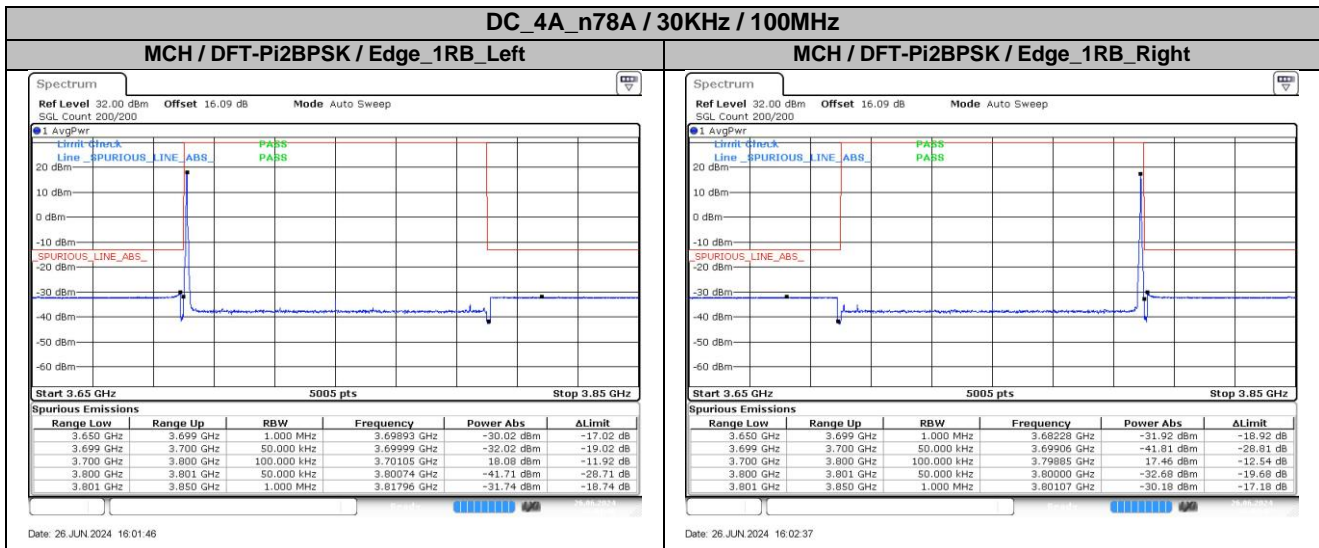 DC_4A_n78A / 30KHz / 100MHz
MCH / DFT-Pi2BPSK / Edge_1RB_Left
Spectrum
Ref Level 32.00 dBm Offset 16.09 dB Mode Auto Sweep
SGL Count 200/200
1 AvgPwr
Limit Check PASS
Line _SPURIOUS_LINE_ABS_ PASS
20 dBm
10 dBm
0 dBm
-10 dBm
_SPURIOUS_LINE_ABS_
-20 dBm
-30 dBm
-40 dBm
-50 dBm
-60 dBm
Start 3.65 GHz 5005 pts Stop 3.85 GHz
Spurious Emissions
Range Low Range Up RBW Frequency Power Abs ΔLimit
3.650 GHz 3.699 GHz 1.000 MHz 3.69893 GHz -30.02 dBm -17.02 dB
3.699 GHz 3.700 GHz 50.000 kHz 3.69999 GHz -32.02 dBm -19.02 dB
3.700 GHz 3.800 GHz 100.000 kHz 3.70105 GHz 18.08 dBm -11.92 dB
3.800 GHz 3.801 GHz 50.000 kHz 3.80074 GHz -41.71 dBm -28.71 dB
3.801 GHz 3.850 GHz 1.000 MHz 3.81796 GHz -31.74 dBm -18.74 dB
Date: 26.JUN.2024 16:01:46
MCH / DFT-Pi2BPSK / Edge_1RB_Right
Spectrum
Ref Level 32.00 dBm Offset 16.09 dB Mode Auto Sweep
SGL Count 200/200
1 AvgPwr
Limit Check PASS
Line _SPURIOUS_LINE_ABS_ PASS
20 dBm
10 dBm
0 dBm
-10 dBm
_SPURIOUS_LINE_ABS_
-20 dBm
-30 dBm
-40 dBm
-50 dBm
-60 dBm
Start 3.65 GHz 5005 pts Stop 3.85 GHz
Spurious Emissions
Range Low Range Up RBW Frequency Power Abs ΔLimit
3.650 GHz 3.699 GHz 1.000 MHz 3.68228 GHz -31.92 dBm -18.92 dB
3.699 GHz 3.700 GHz 50.000 kHz 3.69906 GHz -41.81 dBm -28.81 dB
3.700 GHz 3.800 GHz 100.000 kHz 3.79885 GHz 17.46 dBm -12.54 dB
3.800 GHz 3.801 GHz 50.000 kHz 3.80000 GHz -32.68 dBm -19.68 dB
3.801 GHz 3.850 GHz 1.000 MHz 3.80107 GHz -30.18 dBm -17.18 dB
Date: 26.JUN.2024 16:02:37